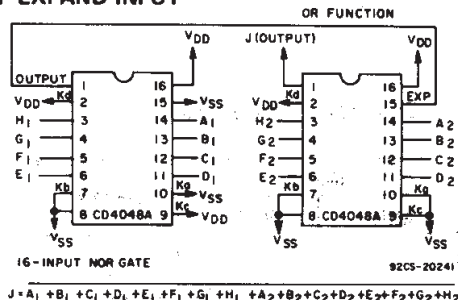 EXPAND INPUT
OR FUNCTION
VDD J(OUTPUT) VDD
OUTPUT Kd 1 16 Kd 1 16
VDD 2 15 VSS VDD 2 15 EXP
H1 3 14 A1 H2 3 14 A2
G1 4 13 B1 G2 4 13 B2
F1 5 12 C1 F2 5 12 C2
E1 6 11 D1 E2 6 11 D2
Kb 7 10 Ka VSS Kb 7 10 Ka
8 CD4048A 9 Kc VDD 8 CD4048A 9 Kc
VSS VSS VSS
16-INPUT NOR GATE 92CS-20241
J=A1+B1+C1+D1+E1+F1+G1+H1+A2+B2+C2+D2+E2+F2+G2+H2